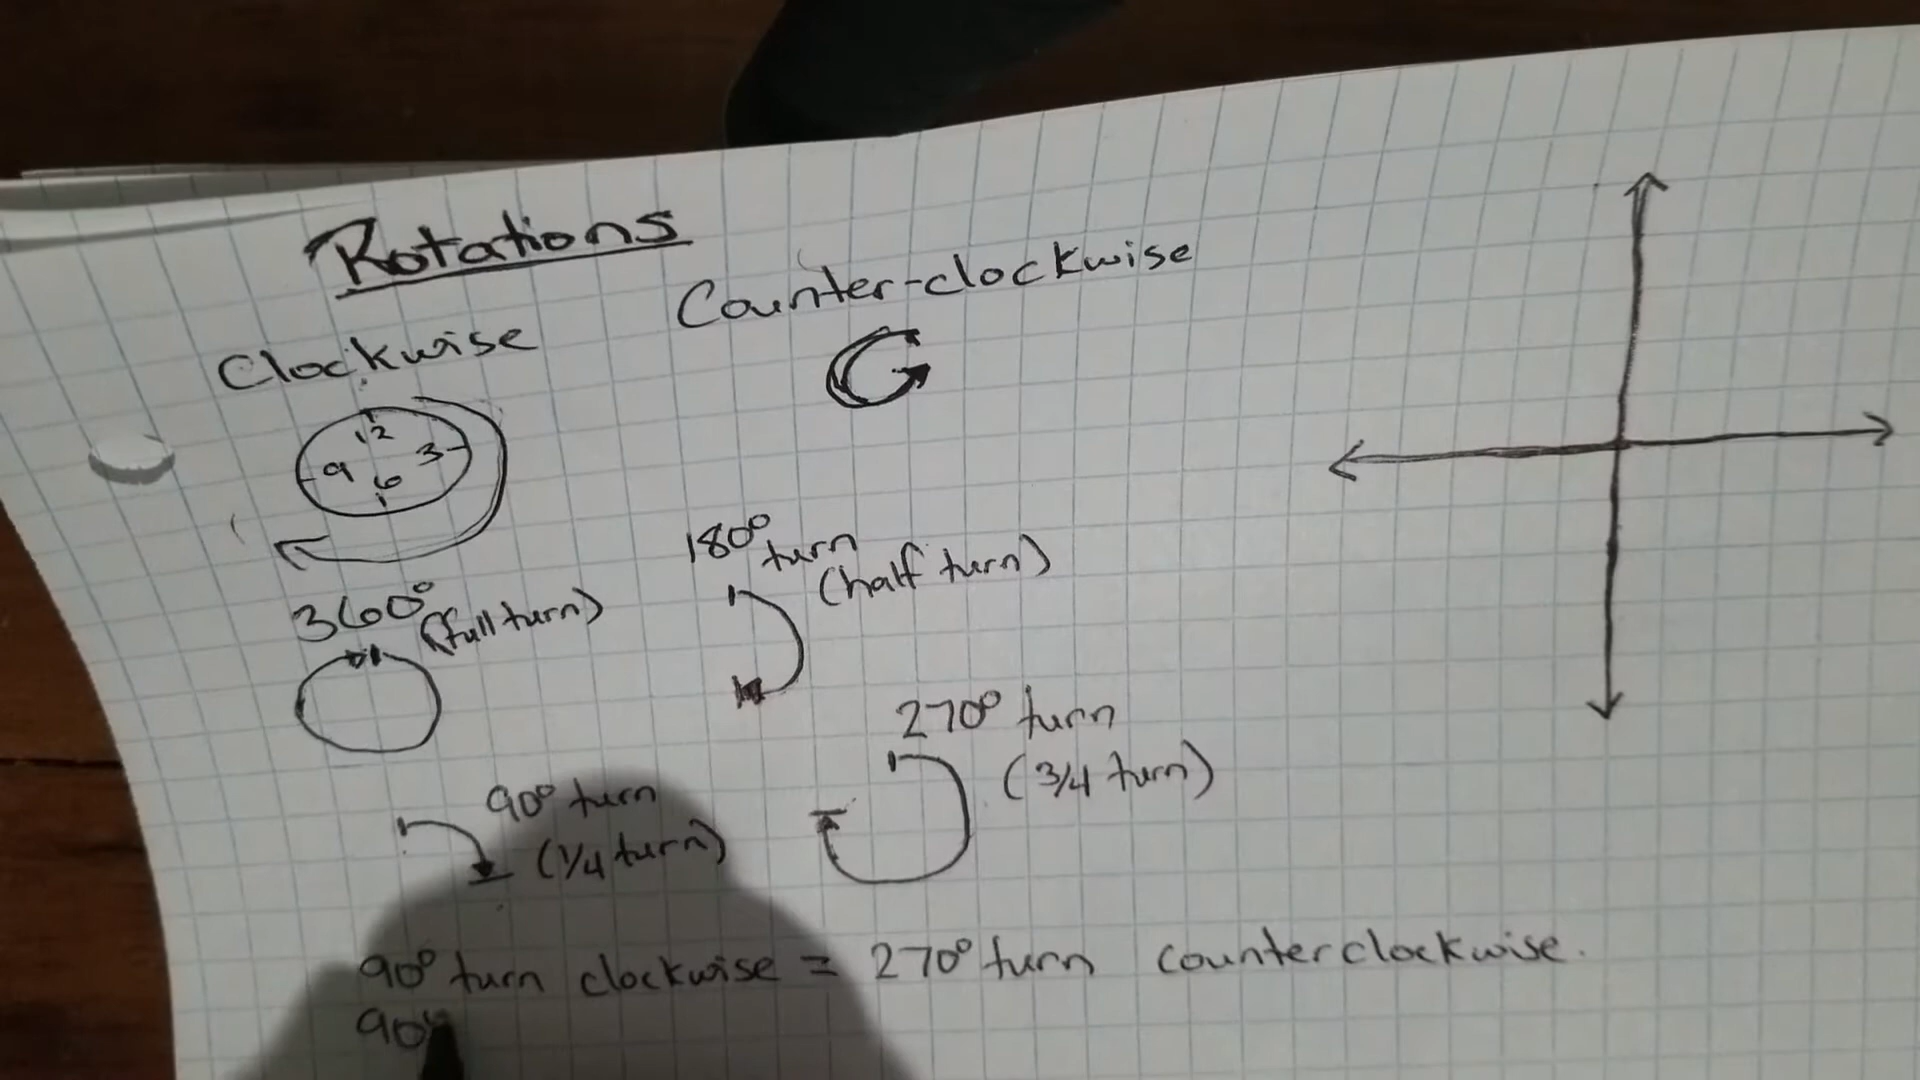 Rotations
Clockwise
Counter-clockwise
12
9 3
6
360°
(full turn)
180°
turn
(half turn)
270° turn
(3/4 turn)
90° turn
(1/4 turn)
90° turn clockwise = 270° turn counterclockwise.
90°